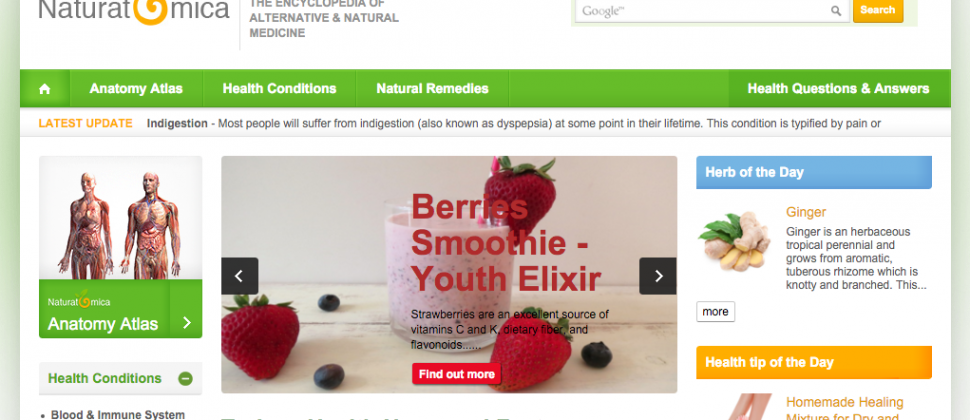 Naturatomica
THE ENCYCLOPEDIA OF
ALTERNATIVE & NATURAL
MEDICINE
Google™
Search
Anatomy Atlas
Health Conditions
Natural Remedies
Health Questions & Answers
LATEST UPDATE Indigestion - Most people will suffer from indigestion (also known as dyspepsia) at some point in their lifetime. This condition is typified by pain or
Naturatomica
Anatomy Atlas
Health Conditions
• Blood & Immune System
Berries
Smoothie -
Youth Elixir
Strawberries are an excellent source of
vitamins C and K, dietary fiber, and
flavonoids......
Find out more
Herb of the Day
Ginger
Ginger is an herbaceous
tropical perennial and
grows from aromatic,
tuberous rhizome which is
knotty and branched. This...
more
Health tip of the Day
Homemade Healing
Mixture for Dry and